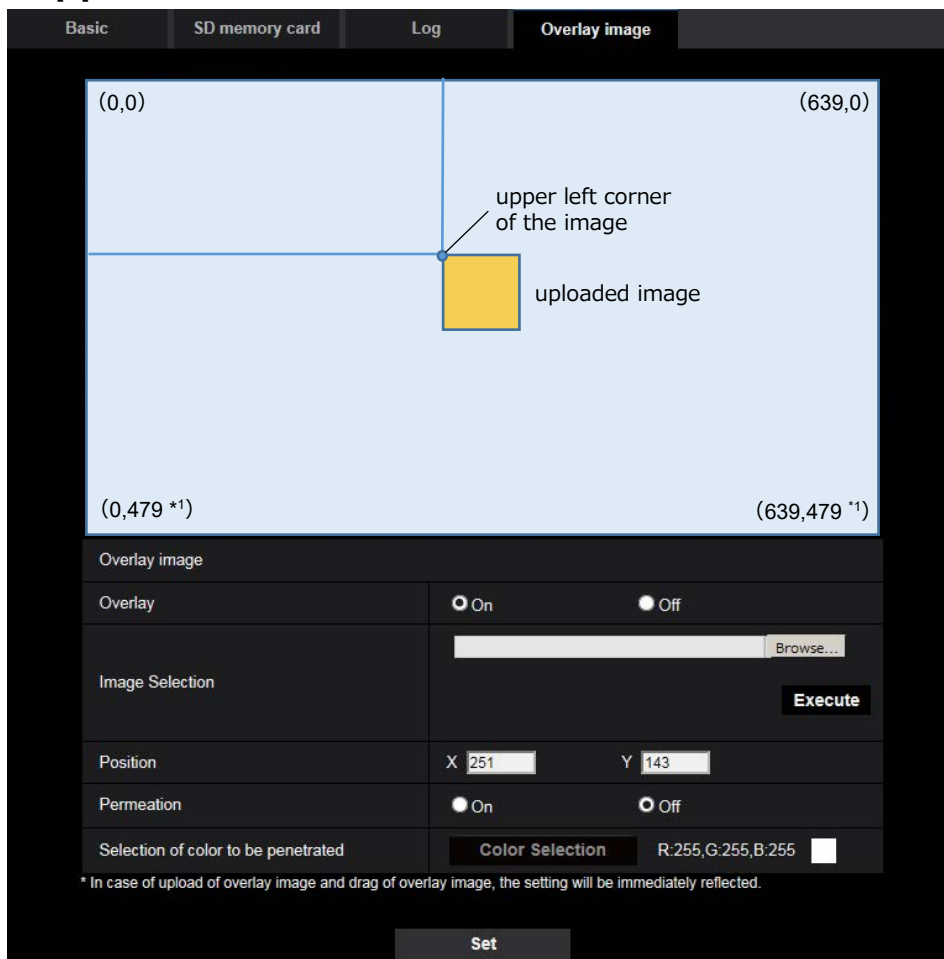 Basic SD memory card Log Overlay image
(0,0) (639,0)
upper left corner
of the image
uploaded image
(0,479 *1) (639,479 *1)
Overlay image
Overlay On Off
Browse...
Image Selection
Execute
Position X 251 Y 143
Permeation On Off
Selection of color to be penetrated Color Selection R:255,G:255,B:255
* In case of upload of overlay image and drag of overlay image, the setting will be immediately reflected.
Set